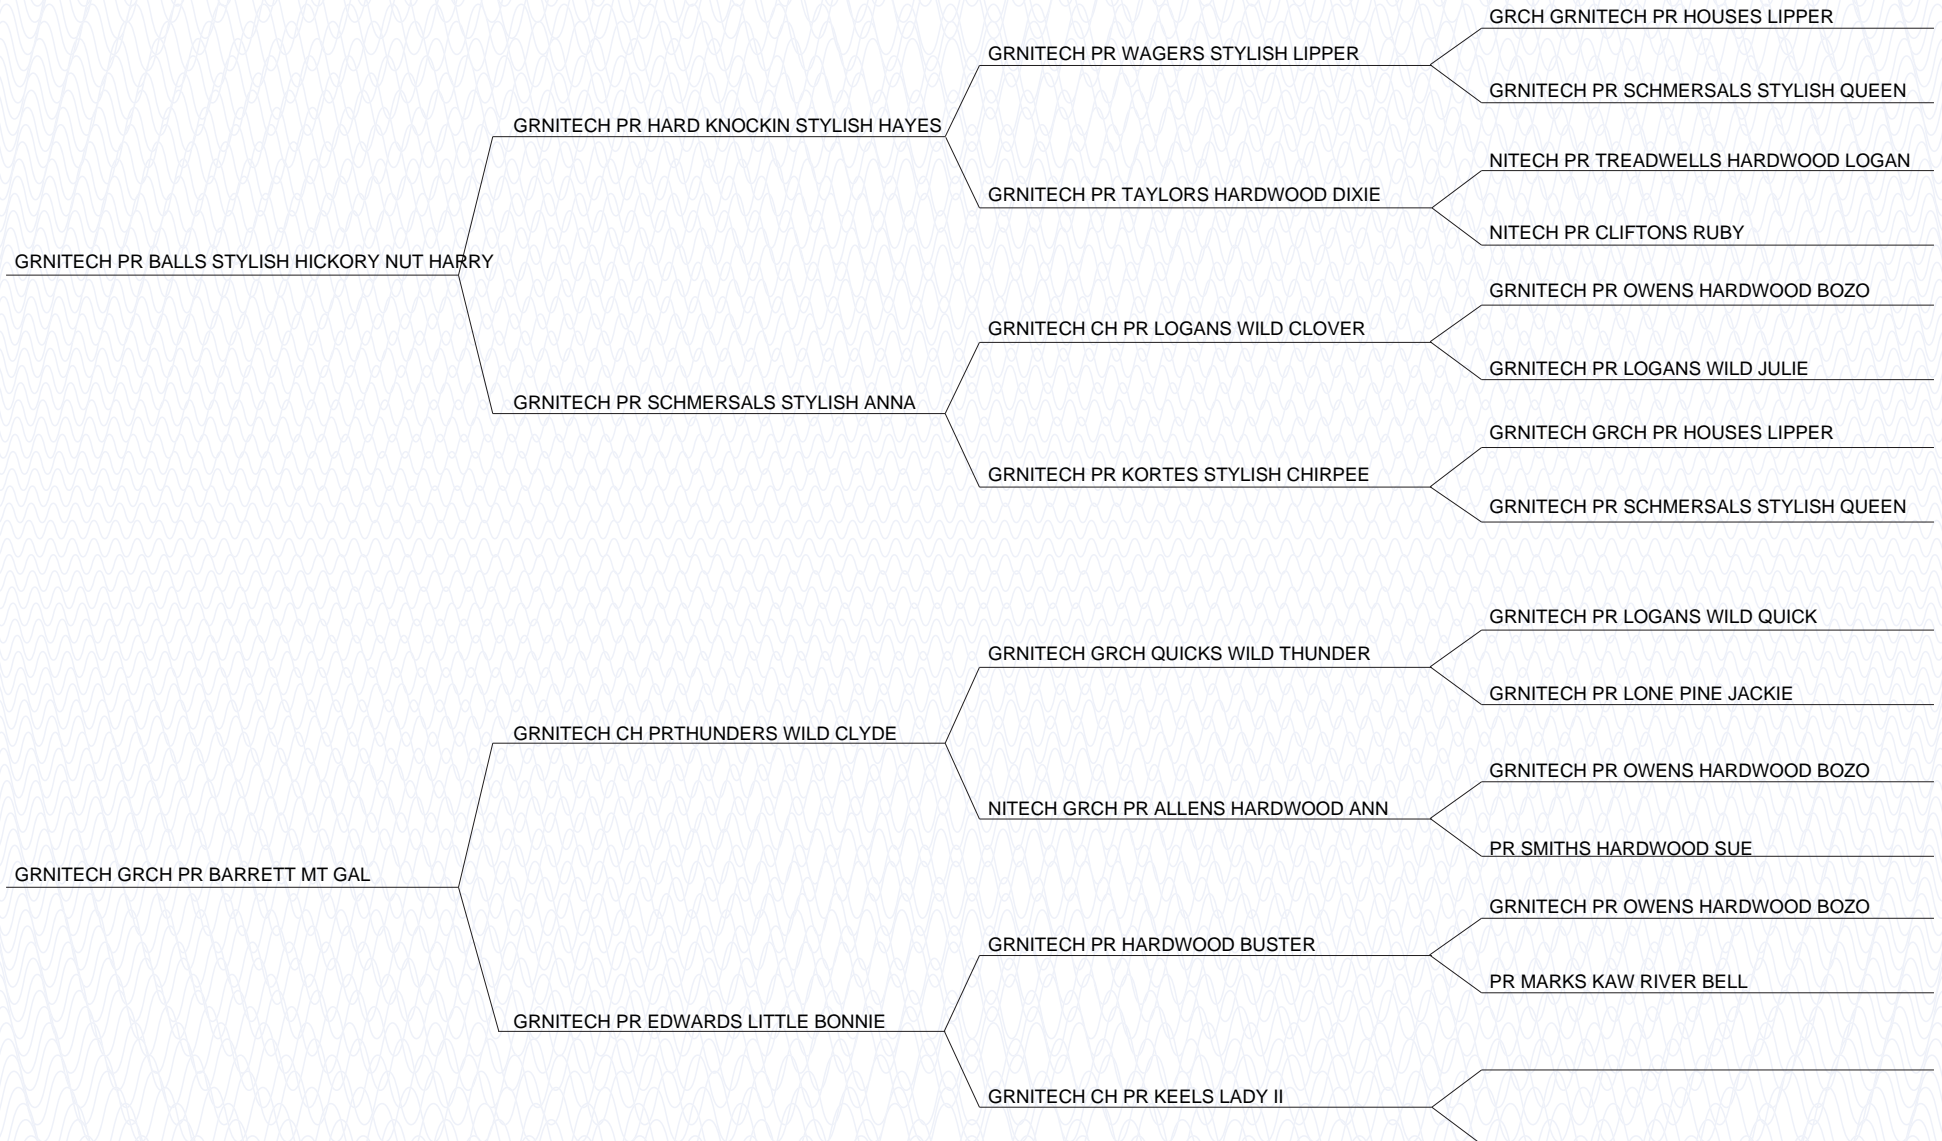 GRCH GRNITECH PR HOUSES LIPPER
GRNITECH PR WAGERS STYLISH LIPPER
GRNITECH PR SCHMERSALS STYLISH QUEEN
GRNITECH PR HARD KNOCKIN STYLISH HAYES
NITECH PR TREADWELLS HARDWOOD LOGAN
GRNITECH PR TAYLORS HARDWOOD DIXIE
NITECH PR CLIFTONS RUBY
GRNITECH PR BALLS STYLISH HICKORY NUT HARRY
GRNITECH PR OWENS HARDWOOD BOZO
GRNITECH CH PR LOGANS WILD CLOVER
GRNITECH PR LOGANS WILD JULIE
GRNITECH PR SCHMERSALS STYLISH ANNA
GRNITECH GRCH PR HOUSES LIPPER
GRNITECH PR KORTES STYLISH CHIRPEE
GRNITECH PR SCHMERSALS STYLISH QUEEN
GRNITECH PR LOGANS WILD QUICK
GRNITECH GRCH QUICKS WILD THUNDER
GRNITECH PR LONE PINE JACKIE
GRNITECH CH PRTHUNDERS WILD CLYDE
GRNITECH PR OWENS HARDWOOD BOZO
NITECH GRCH PR ALLENS HARDWOOD ANN
PR SMITHS HARDWOOD SUE
GRNITECH GRCH PR BARRETT MT GAL
GRNITECH PR OWENS HARDWOOD BOZO
GRNITECH PR HARDWOOD BUSTER
PR MARKS KAW RIVER BELL
GRNITECH PR EDWARDS LITTLE BONNIE
GRNITECH CH PR KEELS LADY II